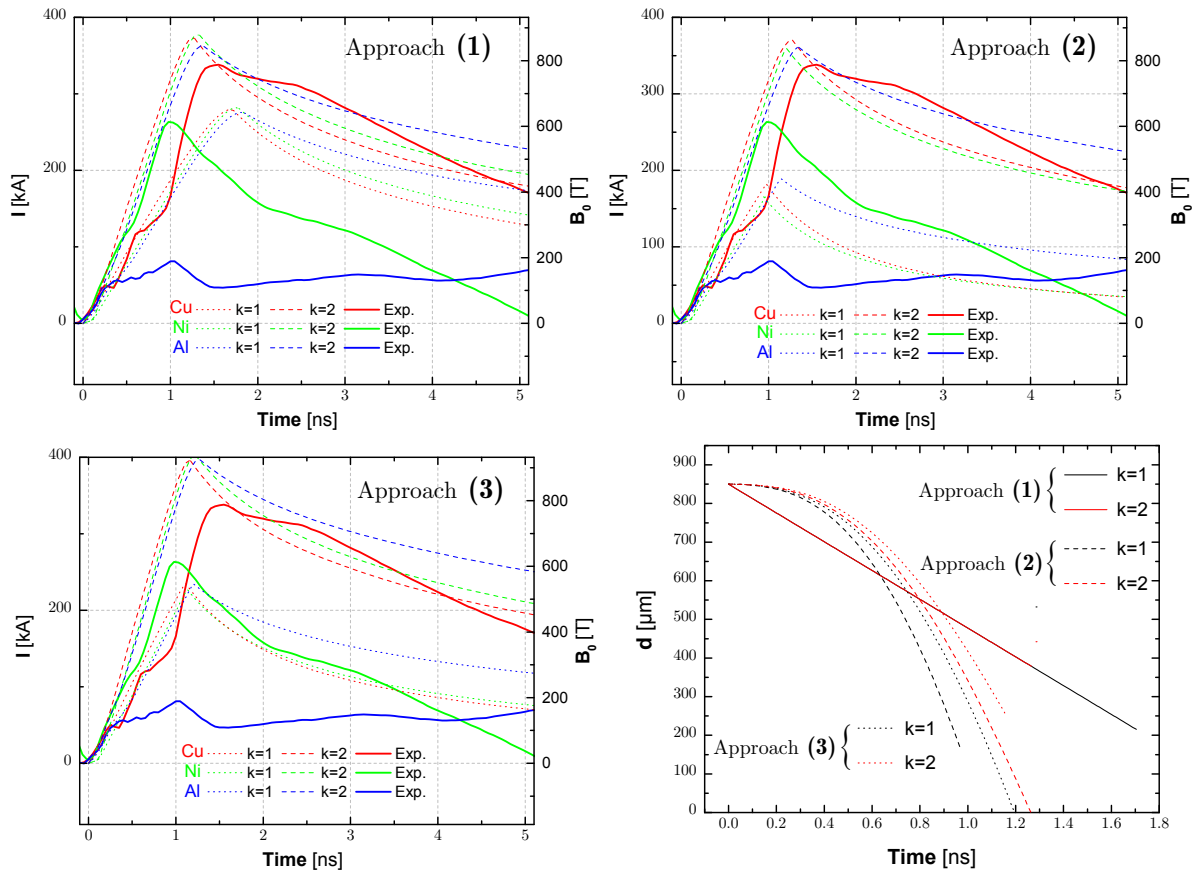 Approach (1)
400
200
0
I [kA]
800
600
400
200
0
B₀ [T]
Cu k=1 k=2 Exp.
Ni k=1 k=2 Exp.
Al k=1 k=2 Exp.
0 1 2 3 4 5
Time [ns]
Approach (2)
400
300
200
100
0
I [kA]
800
600
400
200
0
B₀ [T]
Cu k=1 k=2 Exp.
Ni k=1 k=2 Exp.
Al k=1 k=2 Exp.
0 1 2 3 4 5
Time [ns]
Approach (3)
400
200
0
I [kA]
800
600
400
200
0
B₀ [T]
Cu k=1 k=2 Exp.
Ni k=1 k=2 Exp.
Al k=1 k=2 Exp.
0 1 2 3 4 5
Time [ns]
900
800
700
600
500
400
300
200
100
0
d [µm]
Approach (1) k=1
k=2
Approach (2) k=1
k=2
Approach (3) k=1
k=2
0.0 0.2 0.4 0.6 0.8 1.0 1.2 1.4 1.6 1.8
Time [ns]